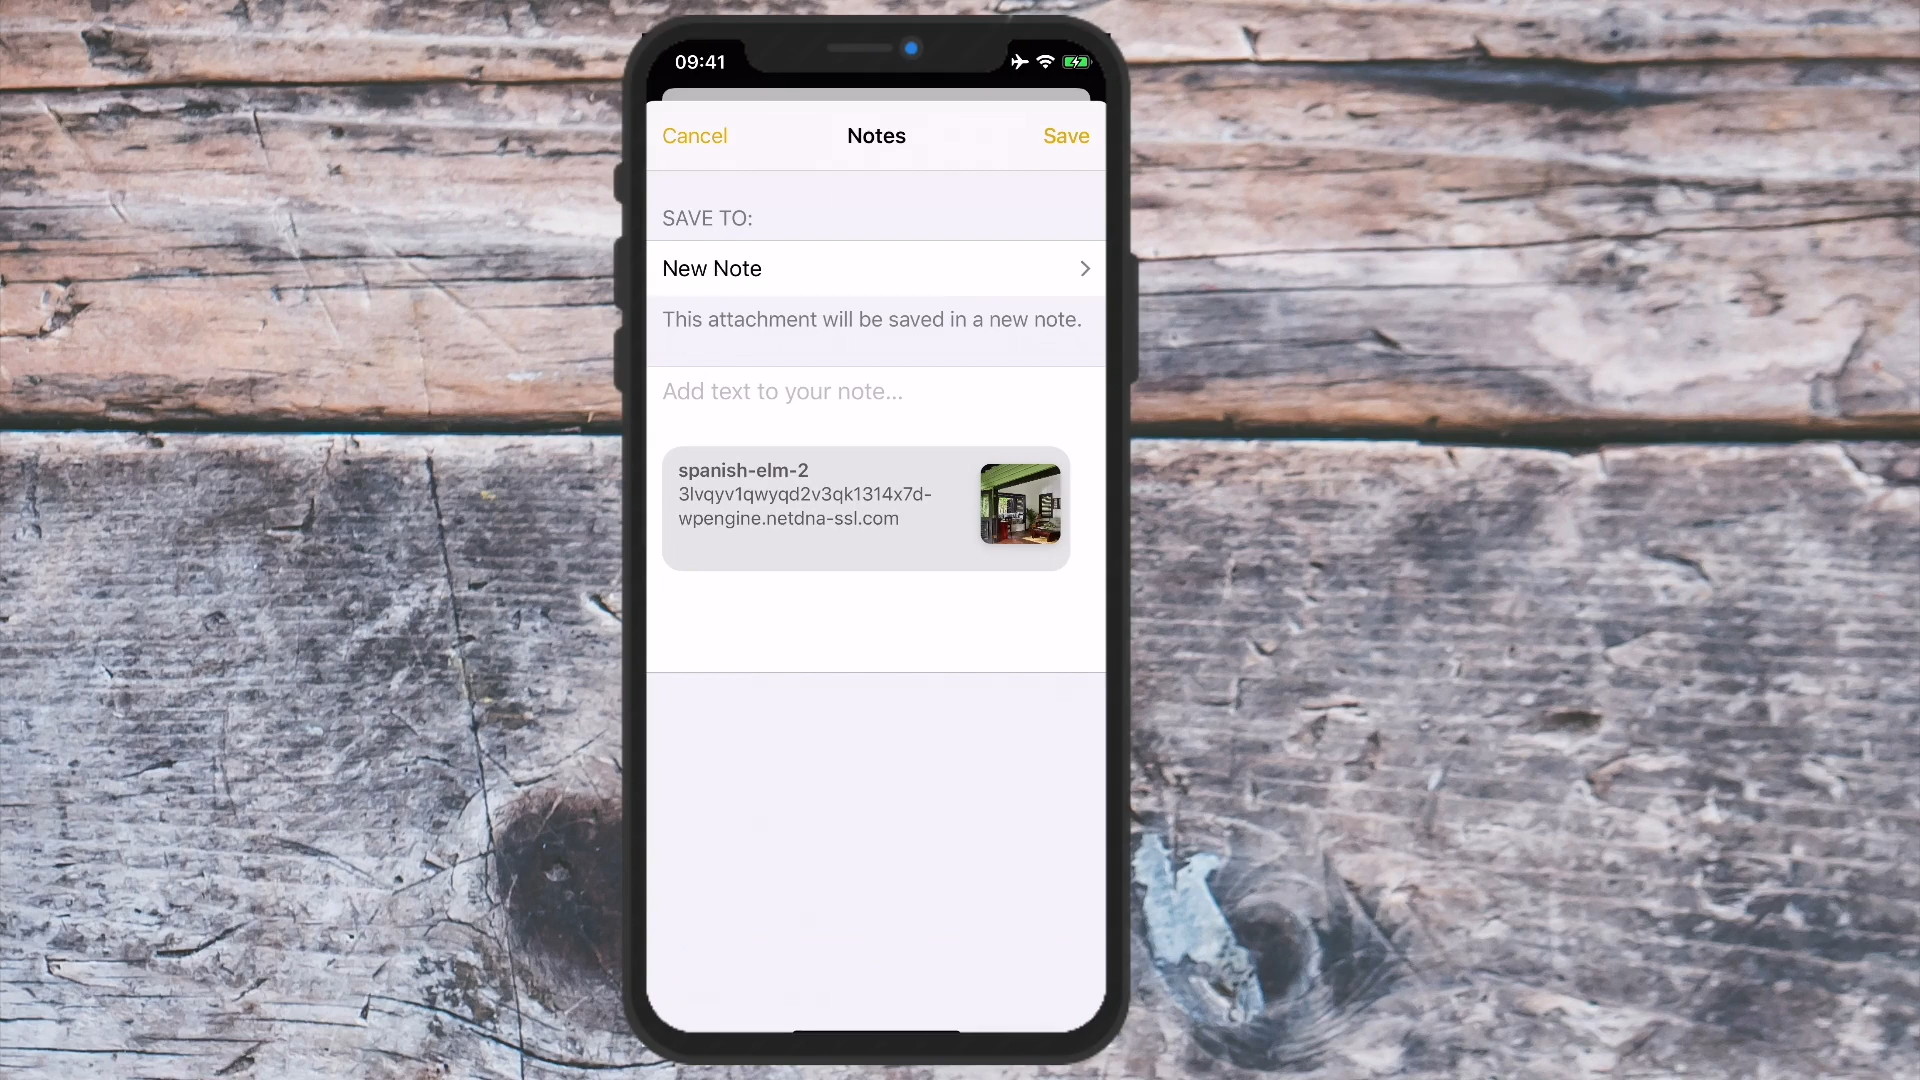 09:41
Cancel Notes Save
SAVE TO:
New Note
This attachment will be saved in a new note.
Add text to your note...
spanish-elm-2
3lvqyv1qwyqd2v3qk1314x7d-
wpengine.netdna-ssl.com